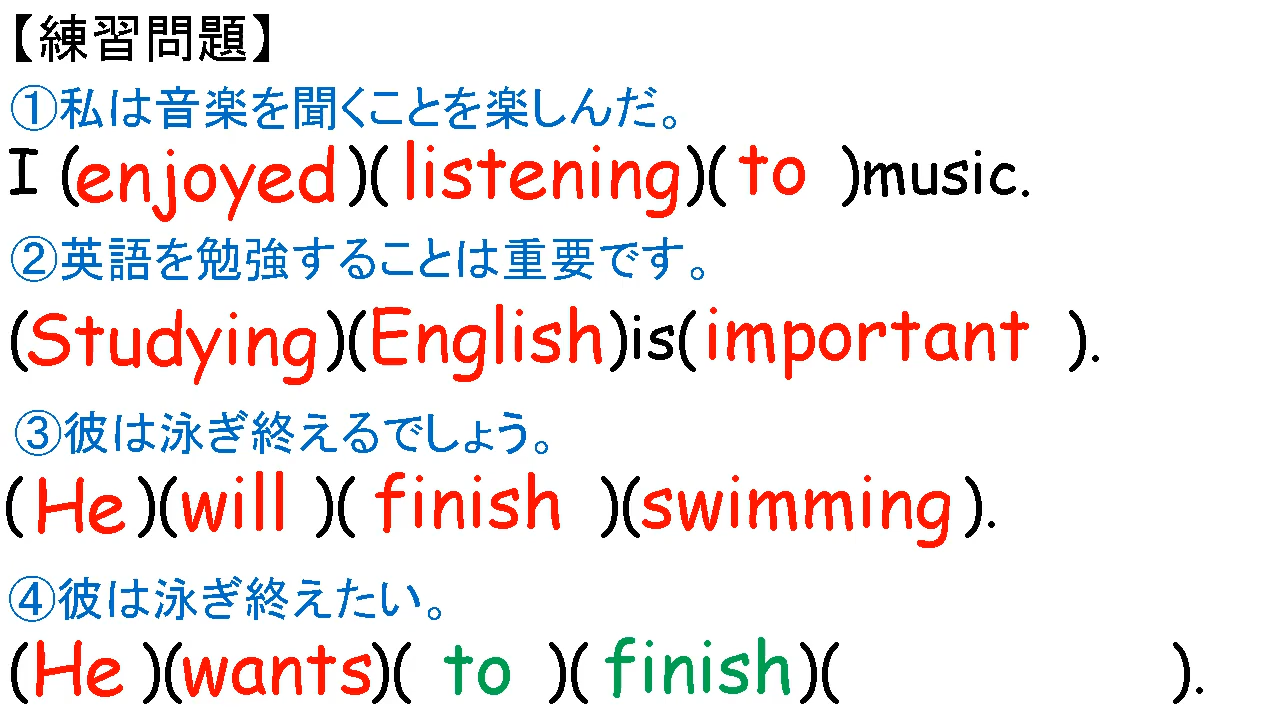 【練習問題】
①私は音楽を聞くことを楽しんだ。
I (enjoyed)(listening)(to )music.
②英語を勉強することは重要です。
(Studying)(English)is(important ).
③彼は泳ぎ終えるでしょう。
(He)(will )( finish )(swimming).
④彼は泳ぎ終えたい。
(He )(wants)( to )(finish)( ).